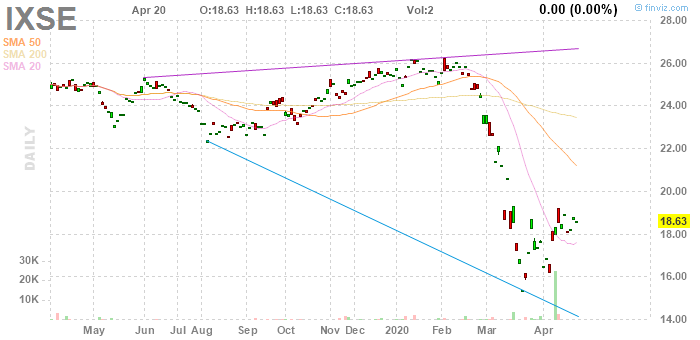 IXSE
Apr 20 O:18.63 H:18.63 L:18.63 C:18.63 Vol:2 0.00 (0.00%)
© finviz.com
SMA 50
SMA 200
SMA 20
DAILY
28.00
26.00
24.00
22.00
20.00
18.63
18.00
16.00
14.00
30K
20K
10K
May Jun Jul Aug Sep Oct Nov Dec 2020 Feb Mar Apr